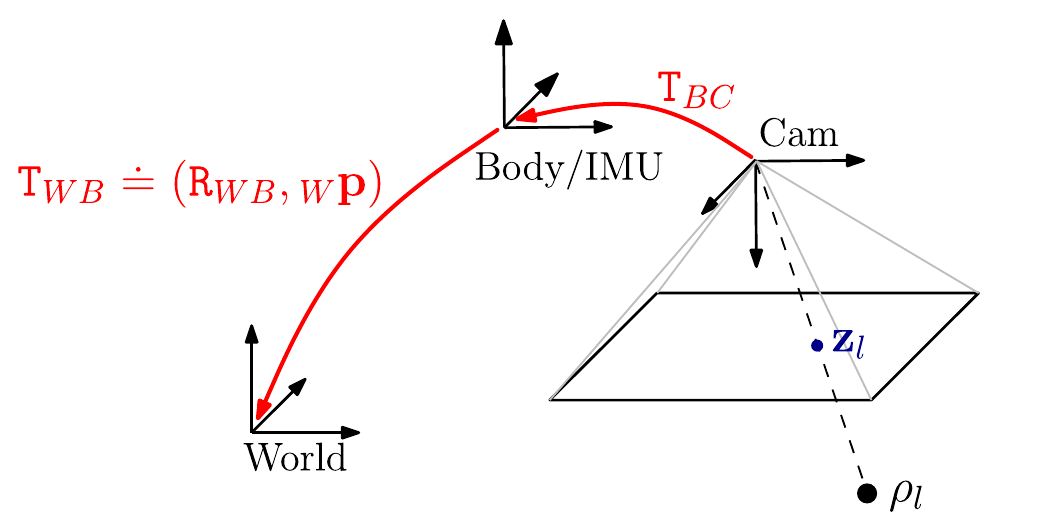 T_{BC}
Cam
Body/IMU
T_{WB} ≐ (R_{WB}, _{W}p)
z_l
World
ρ_l